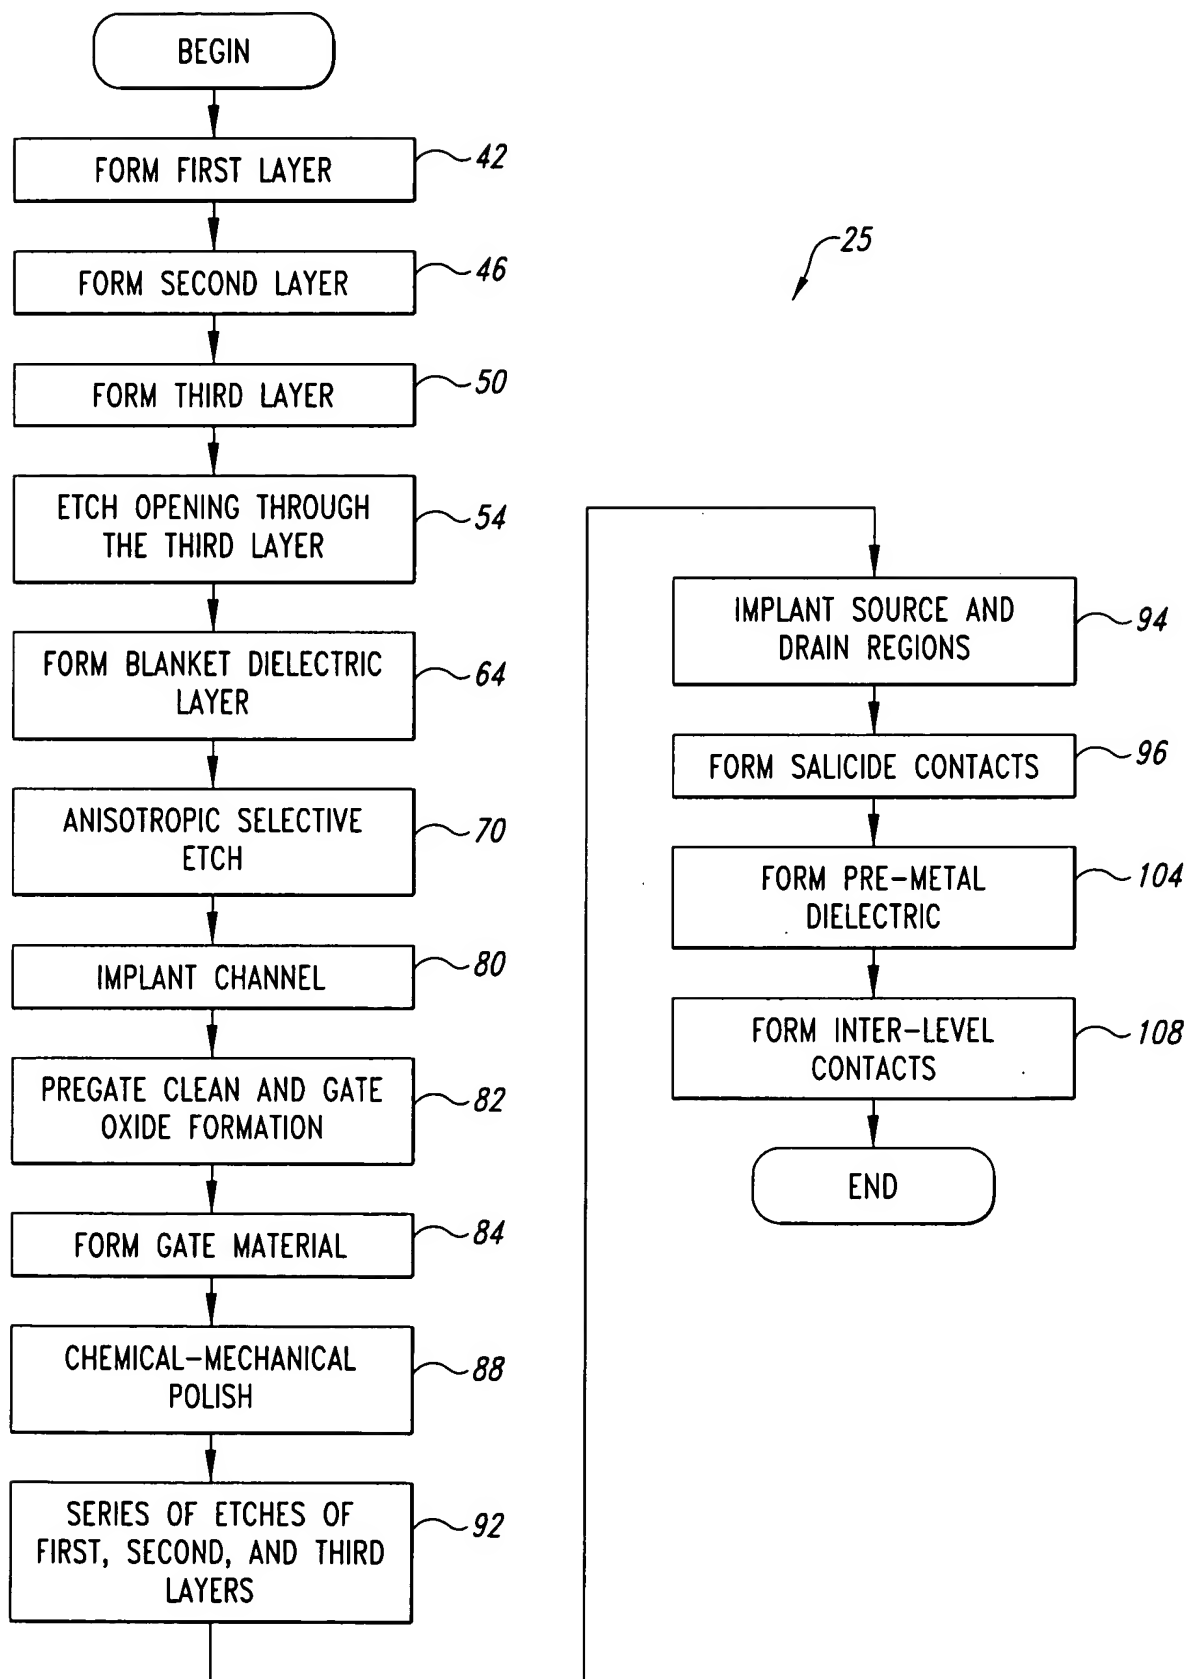 BEGIN
FORM FIRST LAYER
42
FORM SECOND LAYER
46
FORM THIRD LAYER
50
ETCH OPENING THROUGH
THE THIRD LAYER
54
FORM BLANKET DIELECTRIC
LAYER
64
ANISOTROPIC SELECTIVE
ETCH
70
IMPLANT CHANNEL
80
PREGATE CLEAN AND GATE
OXIDE FORMATION
82
FORM GATE MATERIAL
84
CHEMICAL-MECHANICAL
POLISH
88
SERIES OF ETCHES OF
FIRST, SECOND, AND THIRD
LAYERS
92
25
IMPLANT SOURCE AND
DRAIN REGIONS
94
FORM SALICIDE CONTACTS
96
FORM PRE-METAL
DIELECTRIC
104
FORM INTER-LEVEL
CONTACTS
108
END